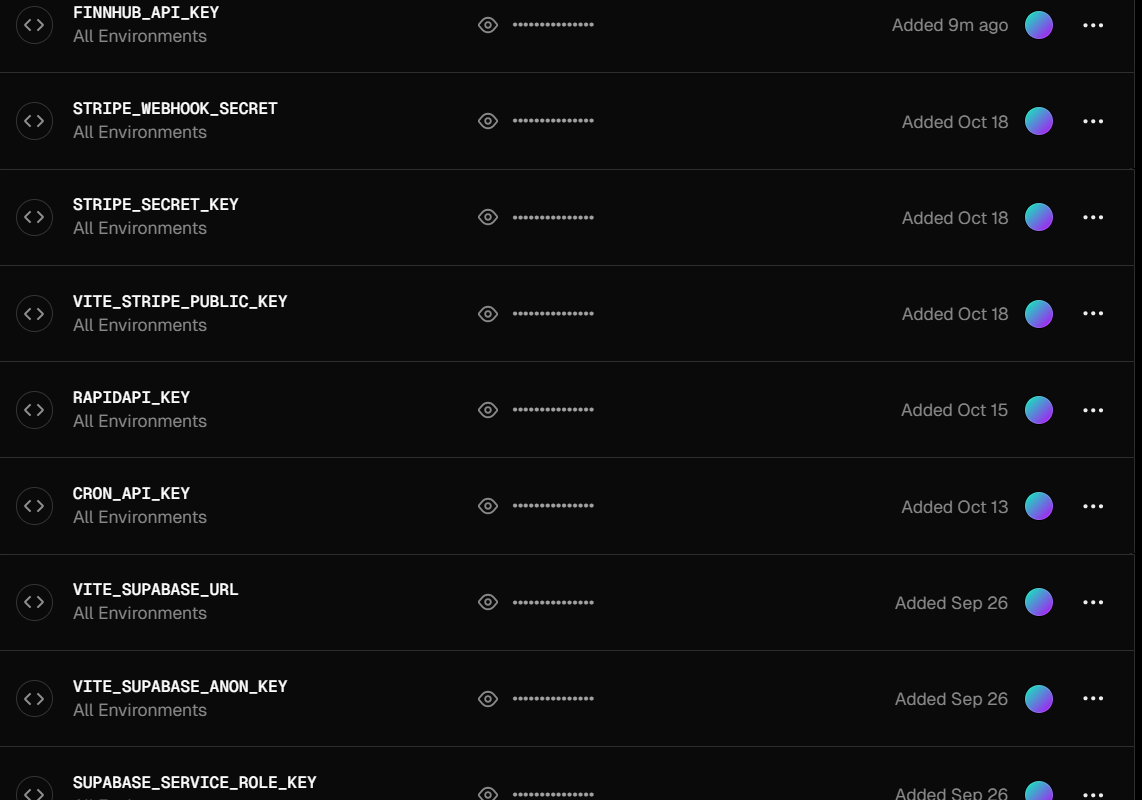 FINNHUB_API_KEY
All Environments
••••••••••••••• Added 9m ago
STRIPE_WEBHOOK_SECRET
All Environments
••••••••••••••• Added Oct 18
STRIPE_SECRET_KEY
All Environments
••••••••••••••• Added Oct 18
VITE_STRIPE_PUBLIC_KEY
All Environments
••••••••••••••• Added Oct 18
RAPIDAPI_KEY
All Environments
••••••••••••••• Added Oct 15
CRON_API_KEY
All Environments
••••••••••••••• Added Oct 13
VITE_SUPABASE_URL
All Environments
••••••••••••••• Added Sep 26
VITE_SUPABASE_ANON_KEY
All Environments
••••••••••••••• Added Sep 26
SUPABASE_SERVICE_ROLE_KEY
••••••••••••••• Added Sep 26